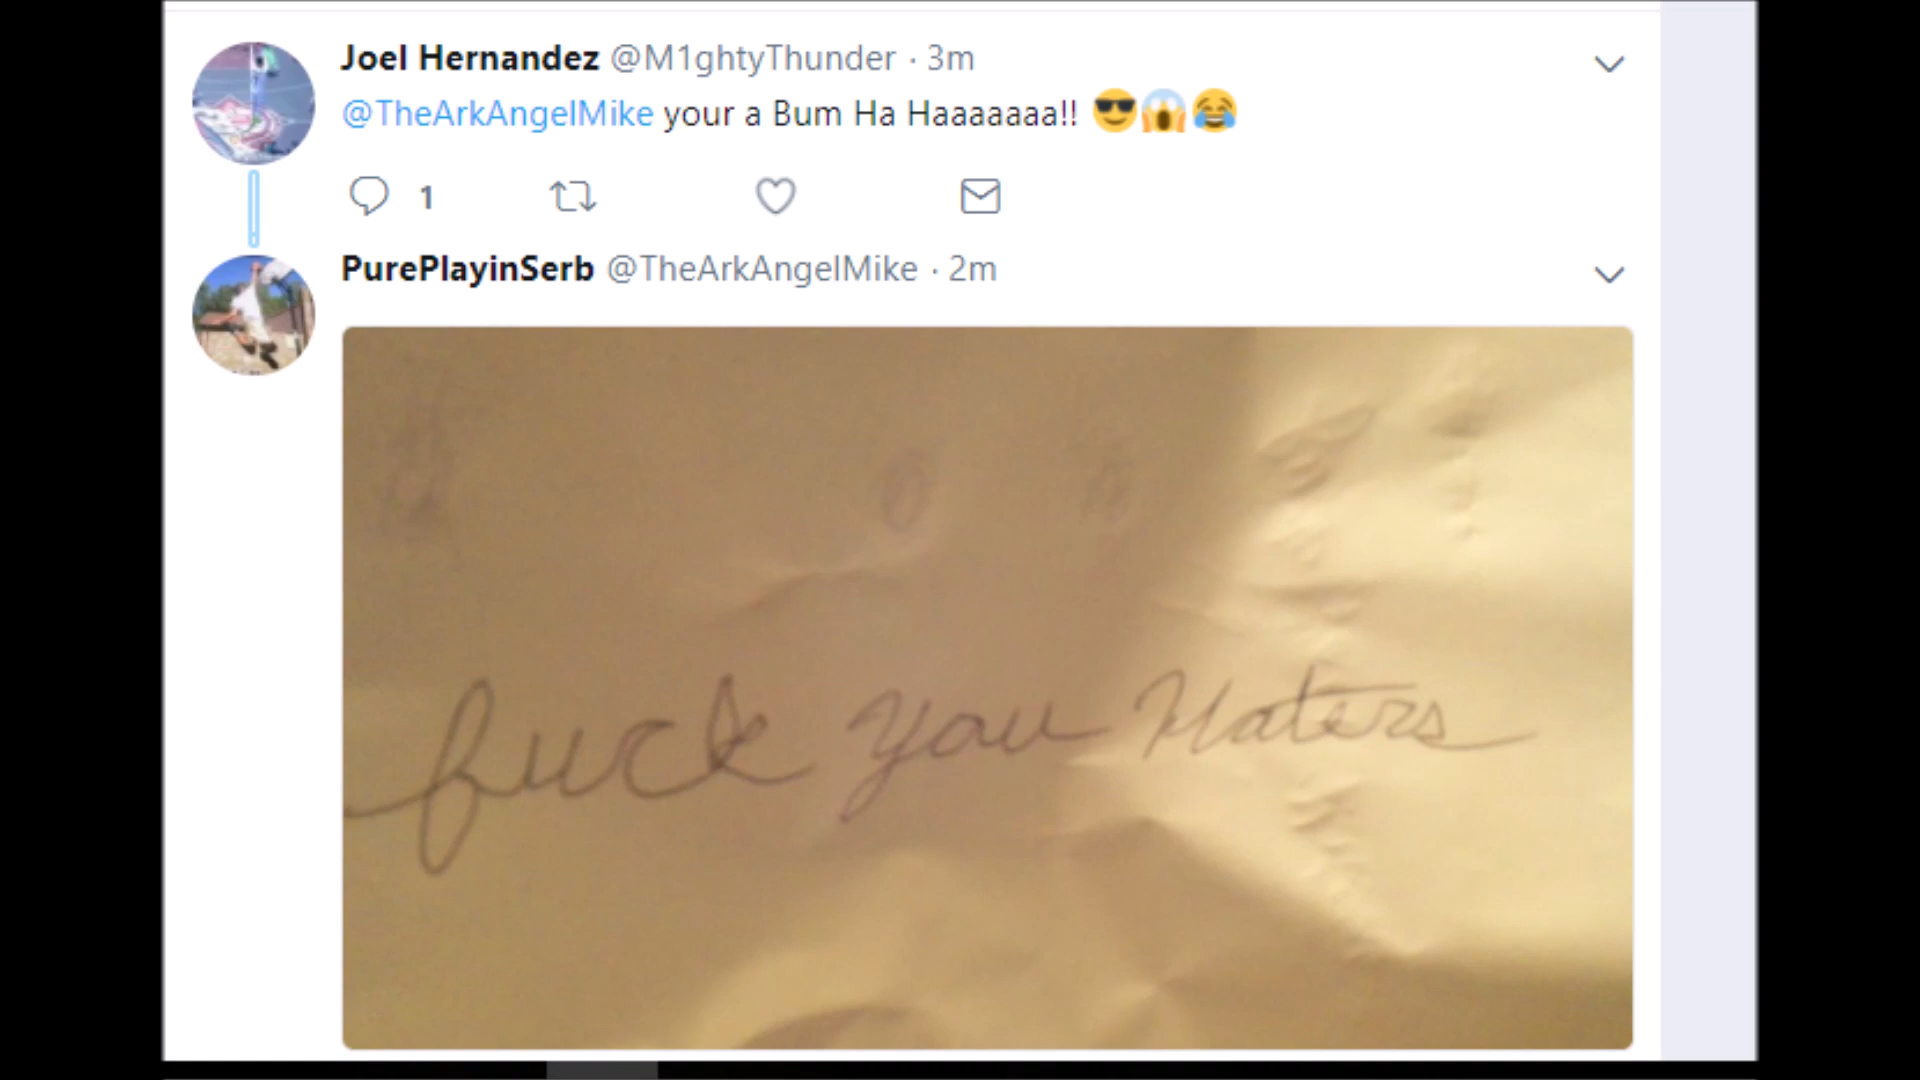 Joel Hernandez @M1ghtyThunder · 3m
@TheArkAngelMike your a Bum Ha Haaaaaaa!! 😎😱😂
1
PurePlayinSerb @TheArkAngelMike · 2m
fuck you Haters